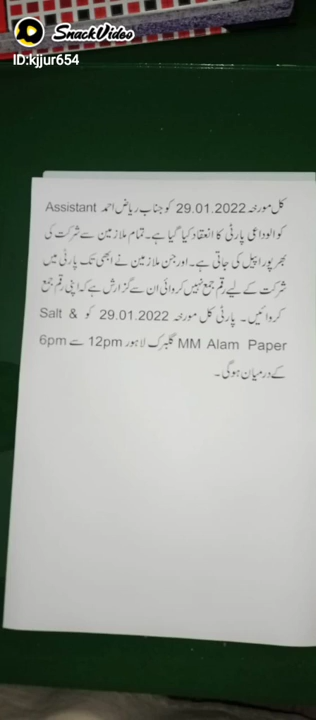 SnackVideo
ID:kjjur654
کل مورخہ 29.01.2022 کو جناب ریاض احمد Assistant
کو الوداعی پارٹی کا انعقاد کیا گیا ہے۔ تمام ملازمین سے شرکت کی
بھرپور اپیل کی جاتی ہے۔ اور جن ملازمین نے ابھی تک پارٹی میں
شرکت کے لیے رقم جمع نہیں کروائی ان سے گزارش ہے کہ اپنی رقم جمع
کروائیں۔ پارٹی کل مورخہ 29.01.2022 کو Salt &
Paper MM Alam گلبرگ لاہور 12pm سے 6pm
کے درمیان ہوگی۔